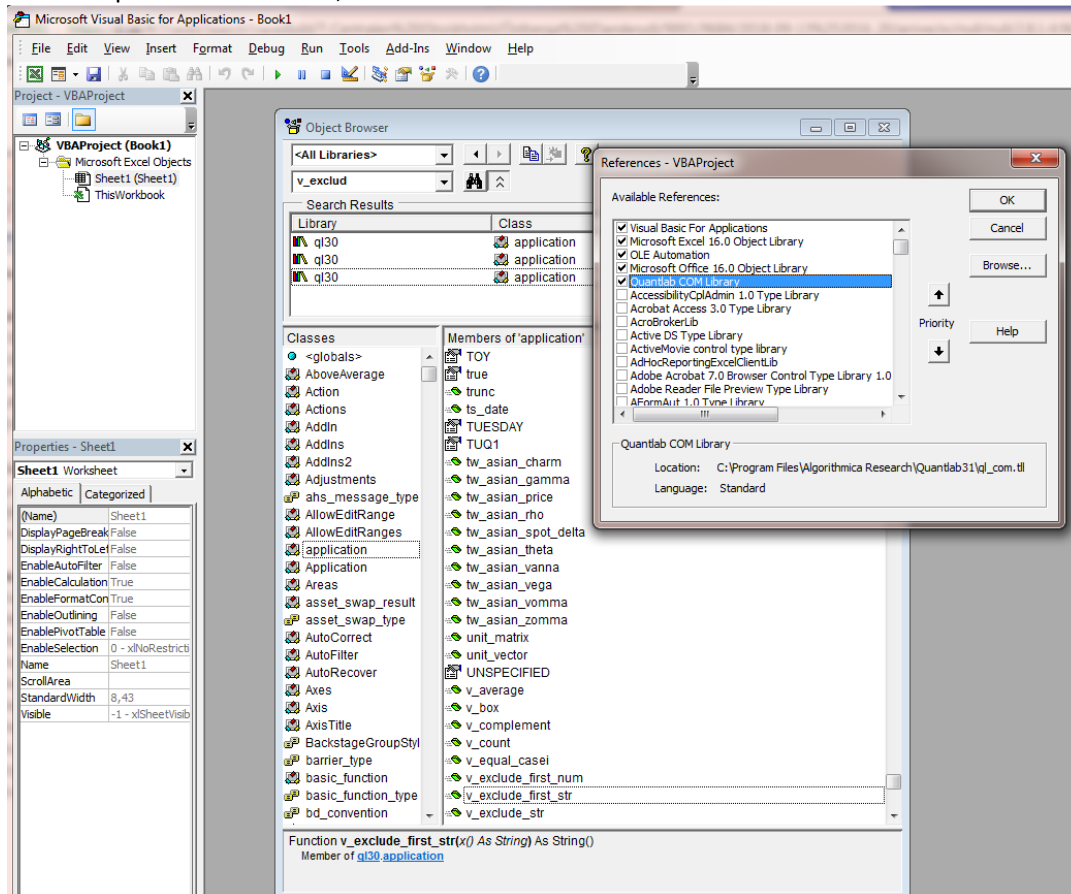 Microsoft Visual Basic for Applications - Book1
File Edit View Insert Format Debug Run Tools Add-Ins Window Help
Project - VBAProject
VBAProject (Book1)
Microsoft Excel Objects
Sheet1 (Sheet1)
ThisWorkbook
Properties - Sheet1
Sheet1 Worksheet
Alphabetic Categorized
(Name) Sheet1
DisplayPageBreak False
DisplayRightToLef False
EnableAutoFilter False
EnableCalculation True
EnableFormatCon True
EnableOutlining False
EnablePivotTable False
EnableSelection 0 - xlNoRestricti
Name Sheet1
ScrollArea
StandardWidth 8,43
Visible -1 - xlSheetVisib
Object Browser
<All Libraries>
v_exclud
Search Results
Library Class
ql30 application
ql30 application
ql30 application
Classes
<globals>
AboveAverage
Action
Actions
AddIn
AddIns
AddIns2
Adjustments
ahs_message_type
AllowEditRange
AllowEditRanges
application
Application
Areas
asset_swap_result
asset_swap_type
AutoCorrect
AutoFilter
AutoRecover
Axes
Axis
AxisTitle
BackstageGroupStyl
barrier_type
basic_function
basic_function_type
bd_convention
Members of 'application'
TOY
true
trunc
ts_date
TUESDAY
TUQ1
tw_asian_charm
tw_asian_gamma
tw_asian_price
tw_asian_rho
tw_asian_spot_delta
tw_asian_theta
tw_asian_vanna
tw_asian_vega
tw_asian_vomma
tw_asian_zomma
unit_matrix
unit_vector
UNSPECIFIED
v_average
v_box
v_complement
v_count
v_equal_casei
v_exclude_first_num
v_exclude_first_str
v_exclude_str
Function v_exclude_first_str(x() As String) As String()
Member of ql30.application
References - VBAProject
Available References:
Visual Basic For Applications
Microsoft Excel 16.0 Object Library
OLE Automation
Microsoft Office 16.0 Object Library
Quantlab COM Library
AccessibilityCplAdmin 1.0 Type Library
Acrobat Access 3.0 Type Library
AcroBrokerLib
Active DS Type Library
ActiveMovie control type library
AdHocReportingExcelClientLib
Adobe Acrobat 7.0 Browser Control Type Library 1.0
Adobe Reader File Preview Type Library
AFormAut 1.0 Type Library
OK
Cancel
Browse...
Priority
Help
Quantlab COM Library
Location: C:\Program Files\Algorithmica Research\Quantlab31\ql_com.tll
Language: Standard